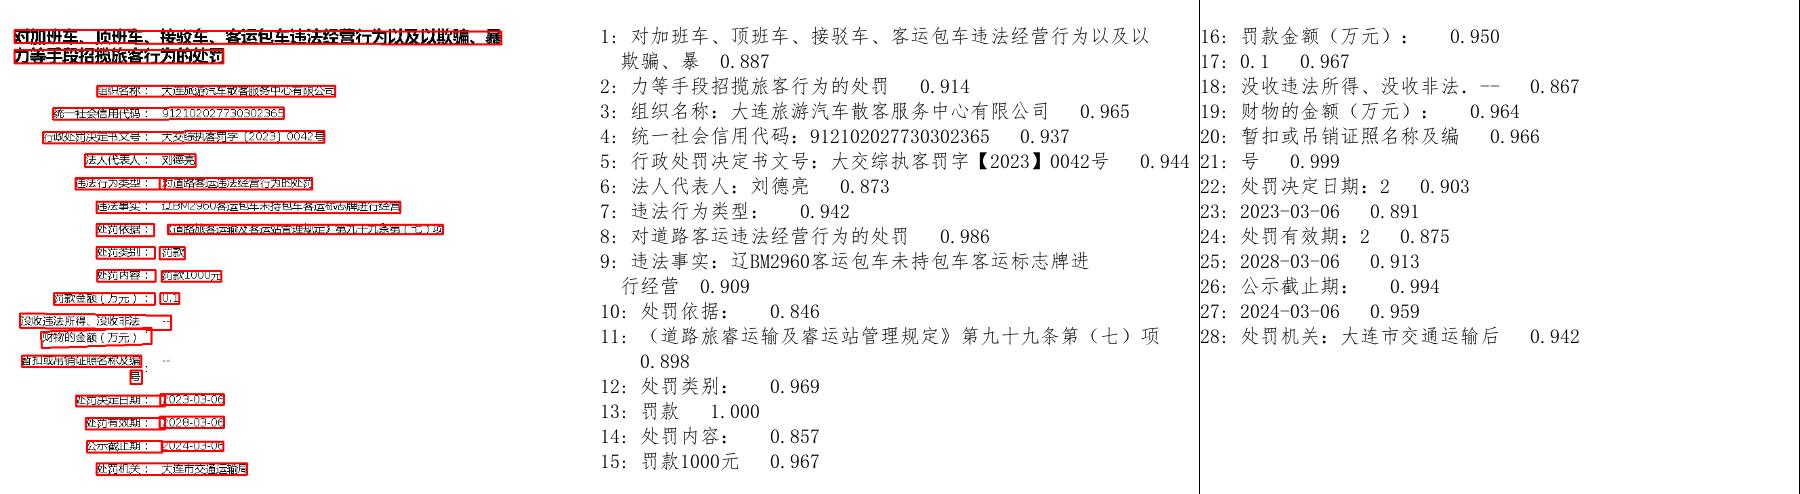 对加班车、顶班车、接驳车、客运包车违法经营行为以及以欺骗、暴
力等手段招揽旅客行为的处罚
组织名称： 大连旅游汽车散客服务中心有限公司
统一社会信用代码： 912102027730302365
行政处罚决定书文号： 大交综执客罚字〔2023〕0042号
法人代表人： 刘德亮
违法行为类型： 对道路客运违法经营行为的处罚
违法事实： 辽BM2960客运包车未持包车客运标志牌进行经营
处罚依据： 《道路旅客运输及客运站管理规定》第九十九条第（七）项
处罚类别： 罚款
处罚内容： 罚款1000元
罚款金额（万元）： 0.1
没收违法所得、没收非法 --
财物的金额（万元）
暂扣或吊销证照名称及编 --
号：
处罚决定日期： 2023-03-06
处罚有效期： 2028-03-06
公示截止期： 2024-03-06
处罚机关： 大连市交通运输局
1: 对加班车、顶班车、接驳车、客运包车违法经营行为以及以
欺骗、暴 0.887
2: 力等手段招揽旅客行为的处罚 0.914
3: 组织名称：大连旅游汽车散客服务中心有限公司 0.965
4: 统一社会信用代码：912102027730302365 0.937
5: 行政处罚决定书文号：大交综执客罚字【2023】0042号 0.944
6: 法人代表人：刘德亮 0.873
7: 违法行为类型： 0.942
8: 对道路客运违法经营行为的处罚 0.986
9: 违法事实：辽BM2960客运包车未持包车客运标志牌进
行经营 0.909
10: 处罚依据： 0.846
11: （道路旅睿运输及睿运站管理规定》第九十九条第（七）项
0.898
12: 处罚类别： 0.969
13: 罚款 1.000
14: 处罚内容： 0.857
15: 罚款1000元 0.967
16: 罚款金额（万元）： 0.950
17: 0.1 0.967
18: 没收违法所得、没收非法. -- 0.867
19: 财物的金额（万元） 0.964
20: 暂扣或吊销证照名称及编 0.966
21: 号 0.999
22: 处罚决定日期：2 0.903
23: 2023-03-06 0.891
24: 处罚有效期：2 0.875
25: 2028-03-06 0.913
26: 公示截止期： 0.994
27: 2024-03-06 0.959
28: 处罚机关：大连市交通运输后 0.942